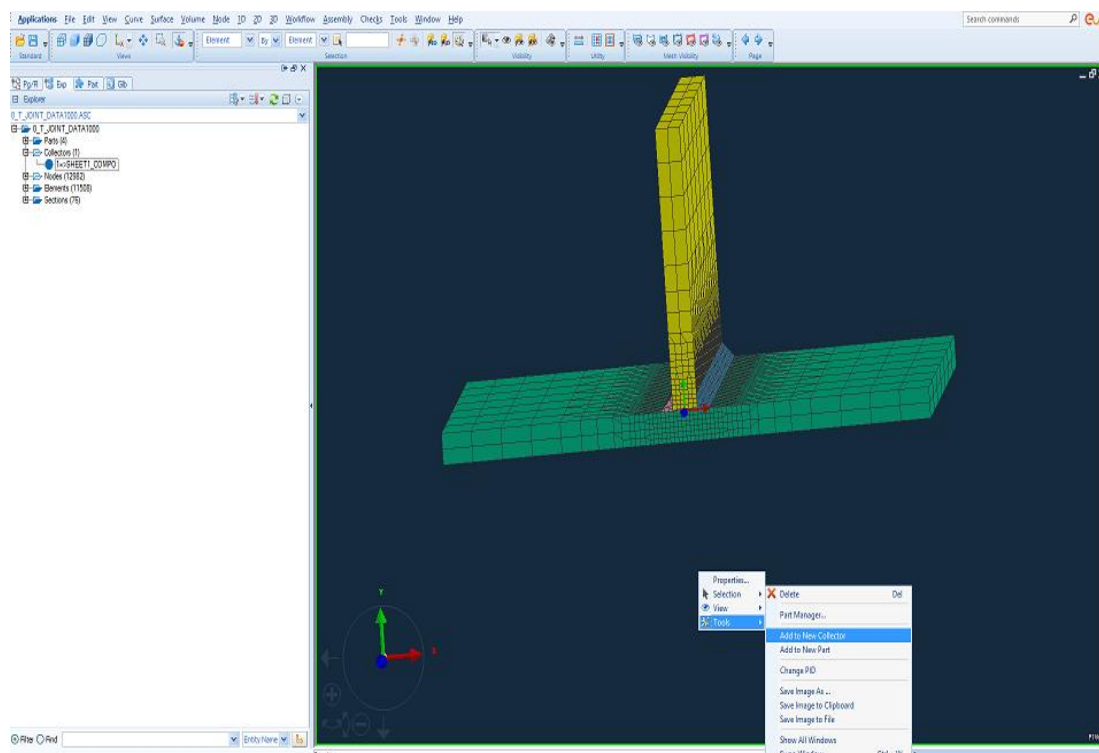 Applications File Edit View Curve Surface Volume Node 1D 2D 3D Workflow Assembly Checks Tools Window Help
Search commands
Element By Element
Standard Views Selection Visibility Utility Mesh Visibility Page
Pg/R Exp Part Glb
Explorer
0_T_JOINT_DATA1000.ASC
0_T_JOINT_DATA1000
Parts (4)
Collectors (1)
1=>SHEET1_COMPO
Nodes (12982)
Elements (11508)
Sections (76)
Y
X
Properties...
Selection
View
Tools
Delete Del
Part Manager...
Add to New Collector
Add to New Part
Change PID
Save Image As ...
Save Image to Clipboard
Save Image to File
Show All Windows
Filter Find Entity Name